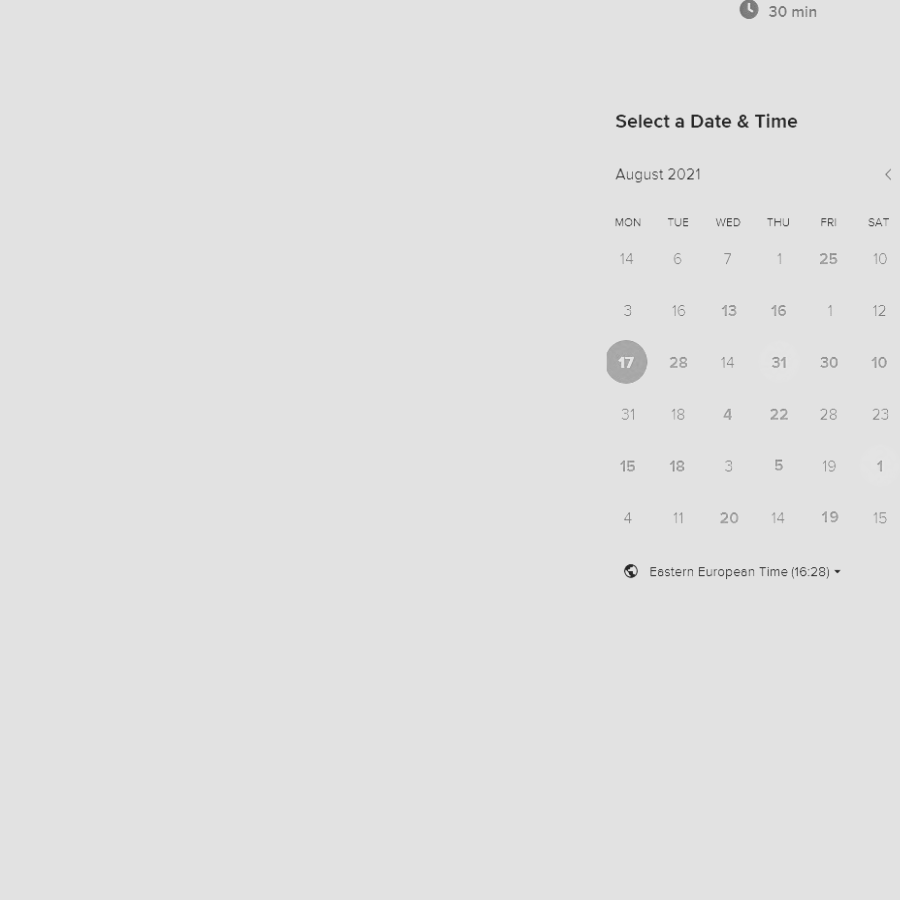 30 min
Select a Date & Time
August 2021
MON TUE WED THU FRI SAT
14 6 7 1 25 10
3 16 13 16 1 12
17 28 14 31 30 10
31 18 4 22 28 23
15 18 3 5 19 1
4 11 20 14 19 15
Eastern European Time (16:28)